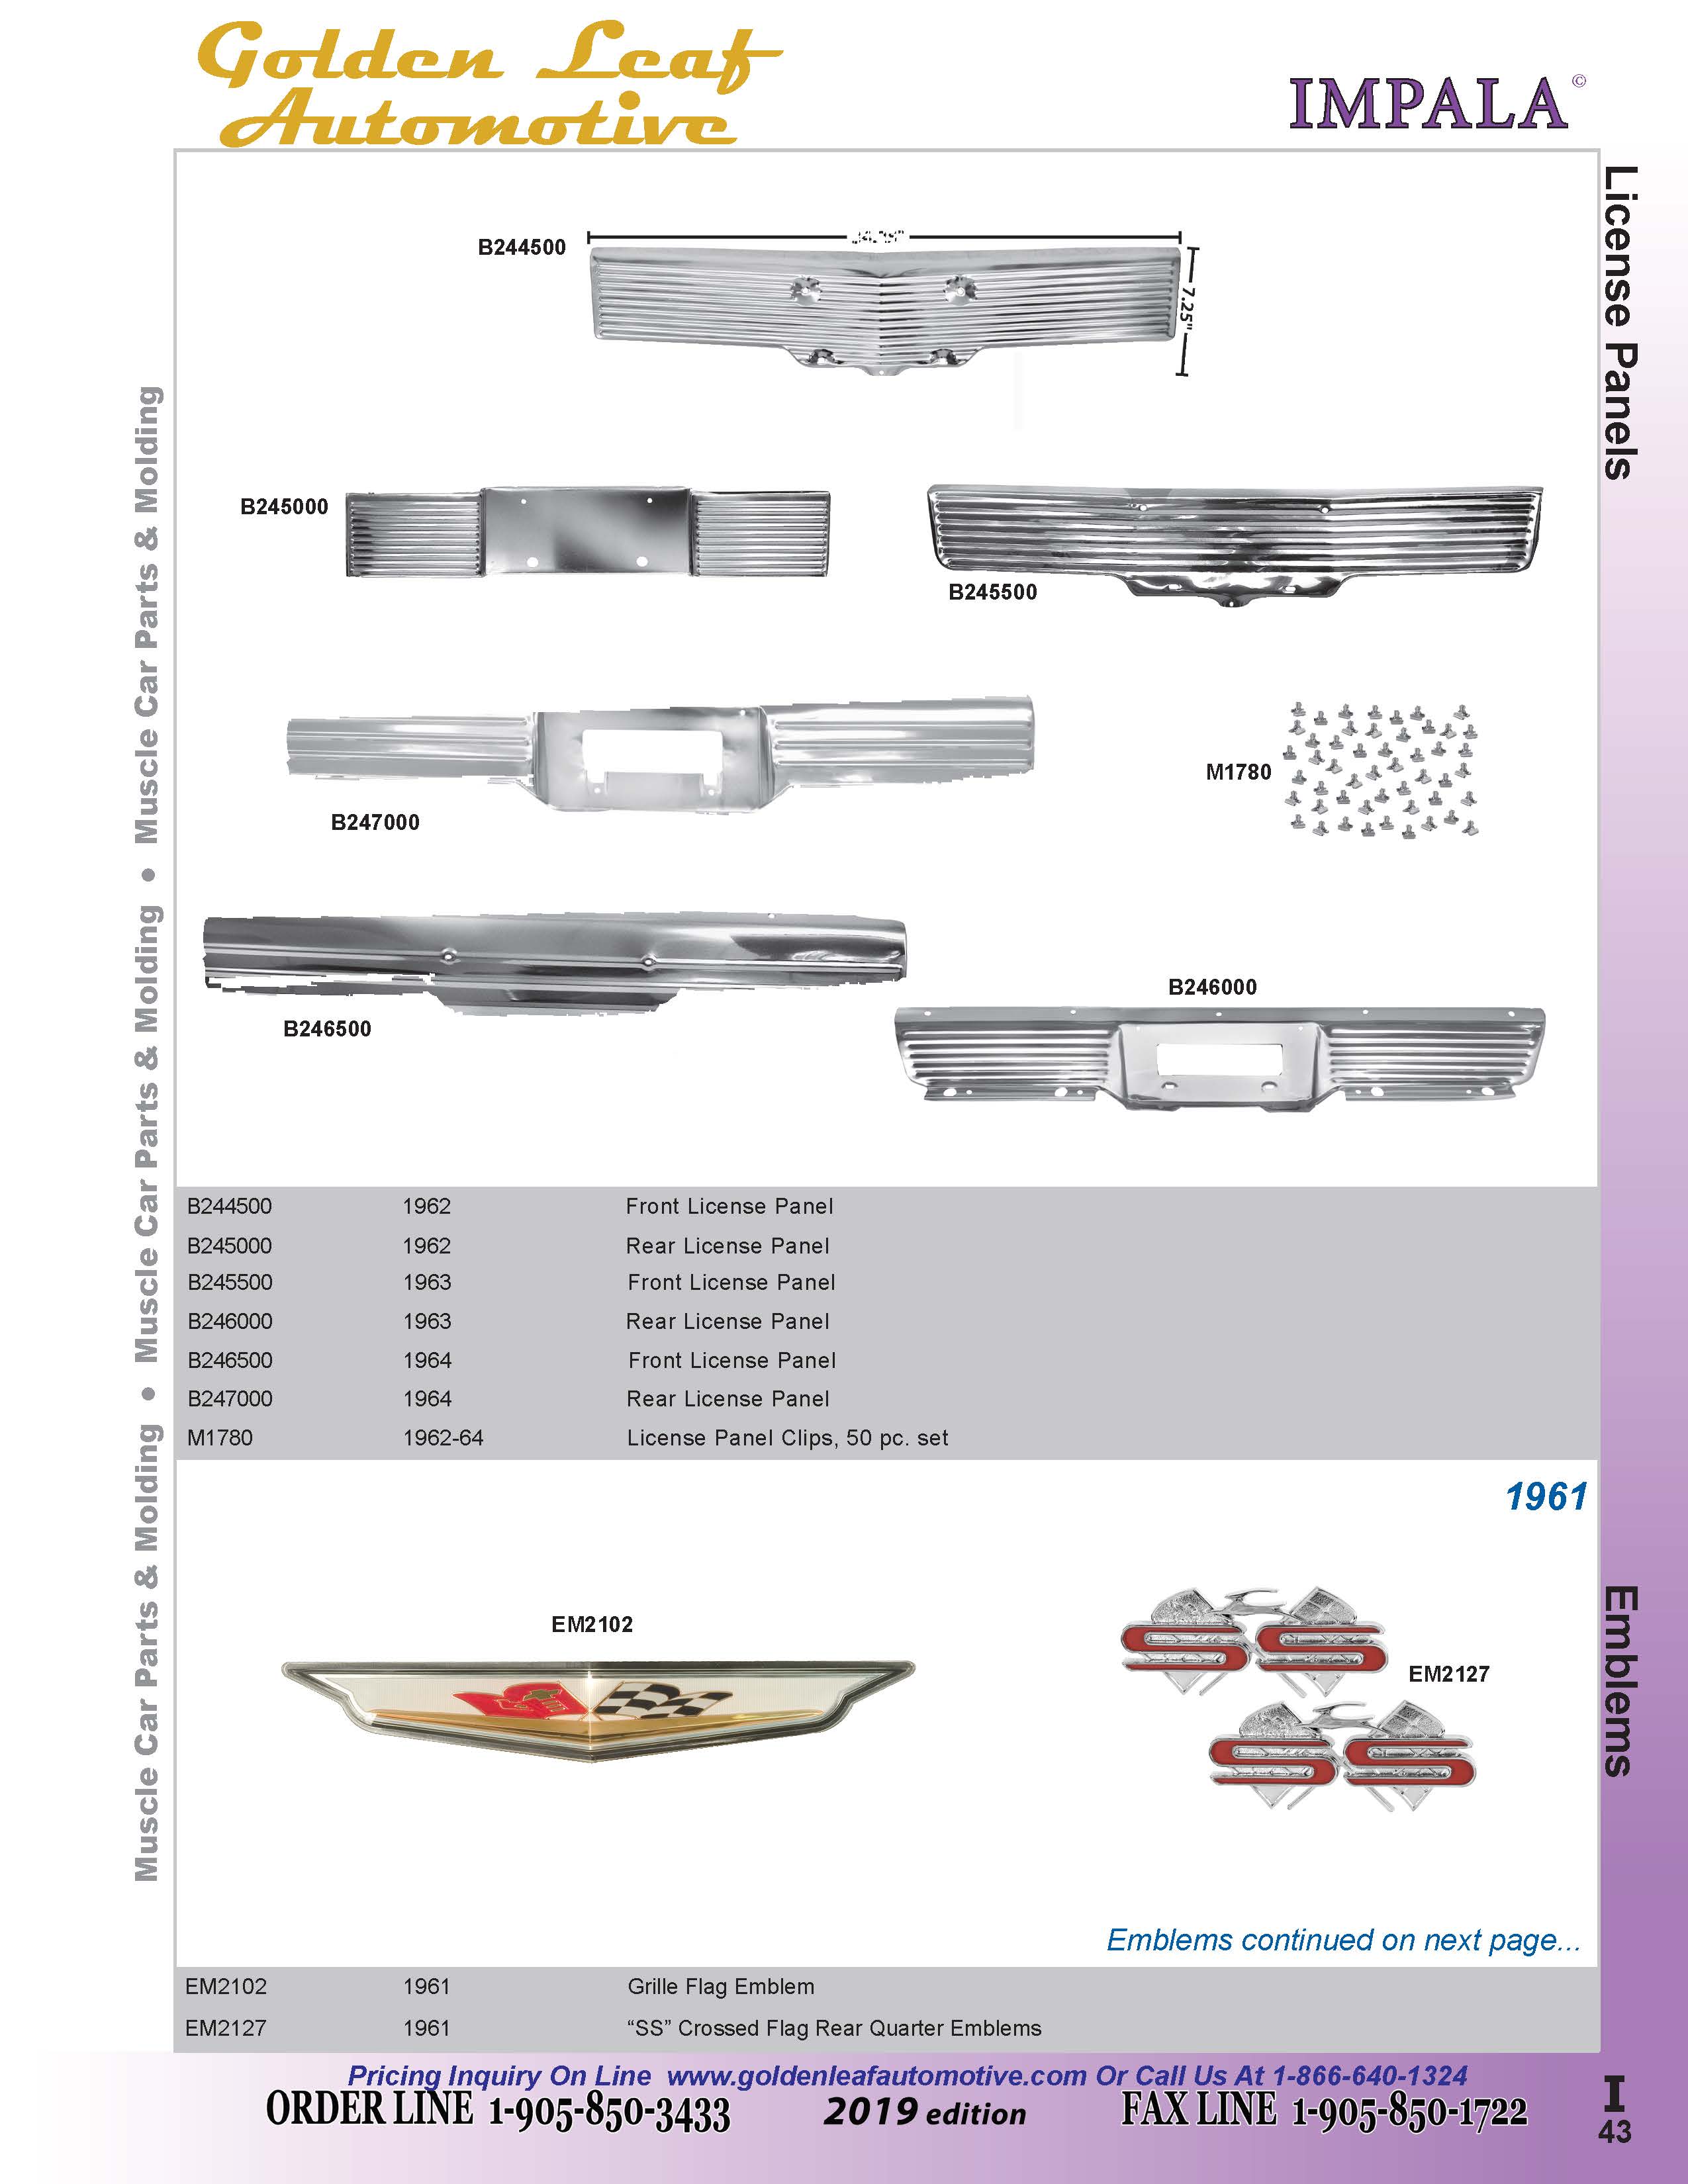 Golden Leaf
Automotive
IMPALA©
License Panels
B244500
7.25"
B245000
B245500
B247000
M1780
B246500
B246000
B244500 1962 Front License Panel
B245000 1962 Rear License Panel
B245500 1963 Front License Panel
B246000 1963 Rear License Panel
B246500 1964 Front License Panel
B247000 1964 Rear License Panel
M1780 1962-64 License Panel Clips, 50 pc. set
1961
Emblems
EM2102
EM2127
Emblems continued on next page...
EM2102 1961 Grille Flag Emblem
EM2127 1961 “SS” Crossed Flag Rear Quarter Emblems
Muscle Car Parts & Molding • Muscle Car Parts & Molding • Muscle Car Parts & Molding
Pricing Inquiry On Line www.goldenleafautomotive.com Or Call Us At 1-866-640-1324
ORDER LINE 1-905-850-3433 2019 edition FAX LINE 1-905-850-1722
I
43